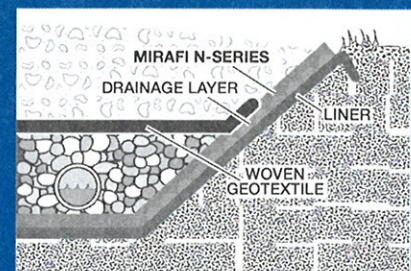 MIRAFI N-SERIES
DRAINAGE LAYER
LINER
WOVEN
GEOTEXTILE